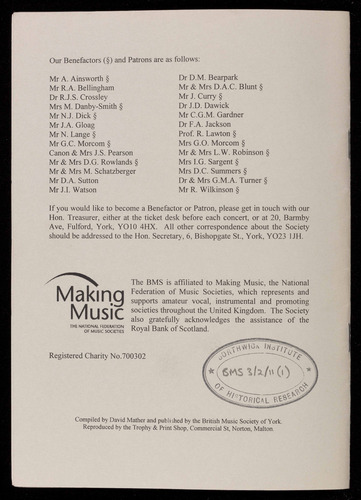 Our Benefactors (§) and Patrons are as follows:
Mr A. Ainsworth §
Mr R.A. Bellingham
Dr R.J.S. Crossley
Mrs M. Danby-Smith §
Mr N.J. Dick §
Mr J.A. Gloag
Mr N. Lange §
Mr G.C. Morcom §
Canon & Mrs J.S. Pearson
Mr & Mrs D.G. Rowlands §
Mr & Mrs M. Schatzberger
Mr D.A. Sutton
Mr J.I. Watson
Dr D.M. Bearpark
Mr & Mrs D.A.C. Blunt §
Mr J. Curry §
Dr J.D. Dawick
Mr C.G.M. Gardner
Dr F.A. Jackson
Prof. R. Lawton §
Mrs G.O. Morcom §
Mr & Mrs L.W. Robinson §
Mrs I.G. Sargent §
Mrs D.C. Summers §
Dr & Mrs G.M.A. Turner §
Mr R. Wilkinson §
If you would like to become a Benefactor or Patron, please get in touch with our
Hon. Treasurer, either at the ticket desk before each concert, or at 20, Barmby
Ave, Fulford, York, YO10 4HX. All other correspondence about the Society
should be addressed to the Hon. Secretary, 6, Bishopgate St., York, YO23 1JH.
Making
Music
THE NATIONAL FEDERATION
OF MUSIC SOCIETIES
The BMS is affiliated to Making Music, the National
Federation of Music Societies, which represents and
supports amateur vocal, instrumental and promoting
societies throughout the United Kingdom. The Society
also gratefully acknowledges the assistance of the
Royal Bank of Scotland.
Registered Charity No.700302
BORTHWICK INSTITUTE
* BMS 3/2/11 (1) *
OF HISTORICAL RESEARCH
Compiled by David Mather and published by the British Music Society of York.
Reproduced by the Trophy & Print Shop, Commercial St, Norton, Malton.